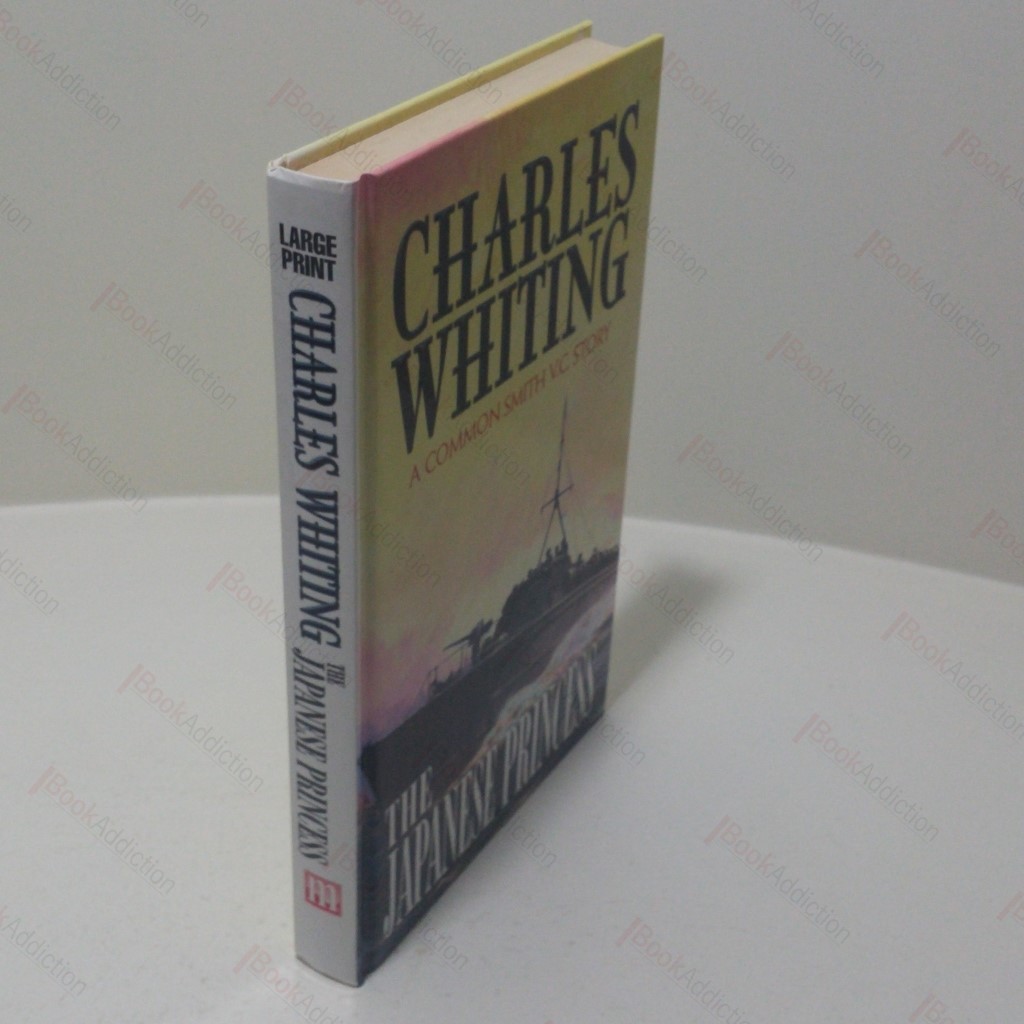 LARGE
PRINT
CHARLES WHITING
THE
JAPANESE PRINCESS
m
CHARLES
WHITING
A COMMON SMITH V.C. STORY
THE
JAPANESE PRINCESS
BookAddiction